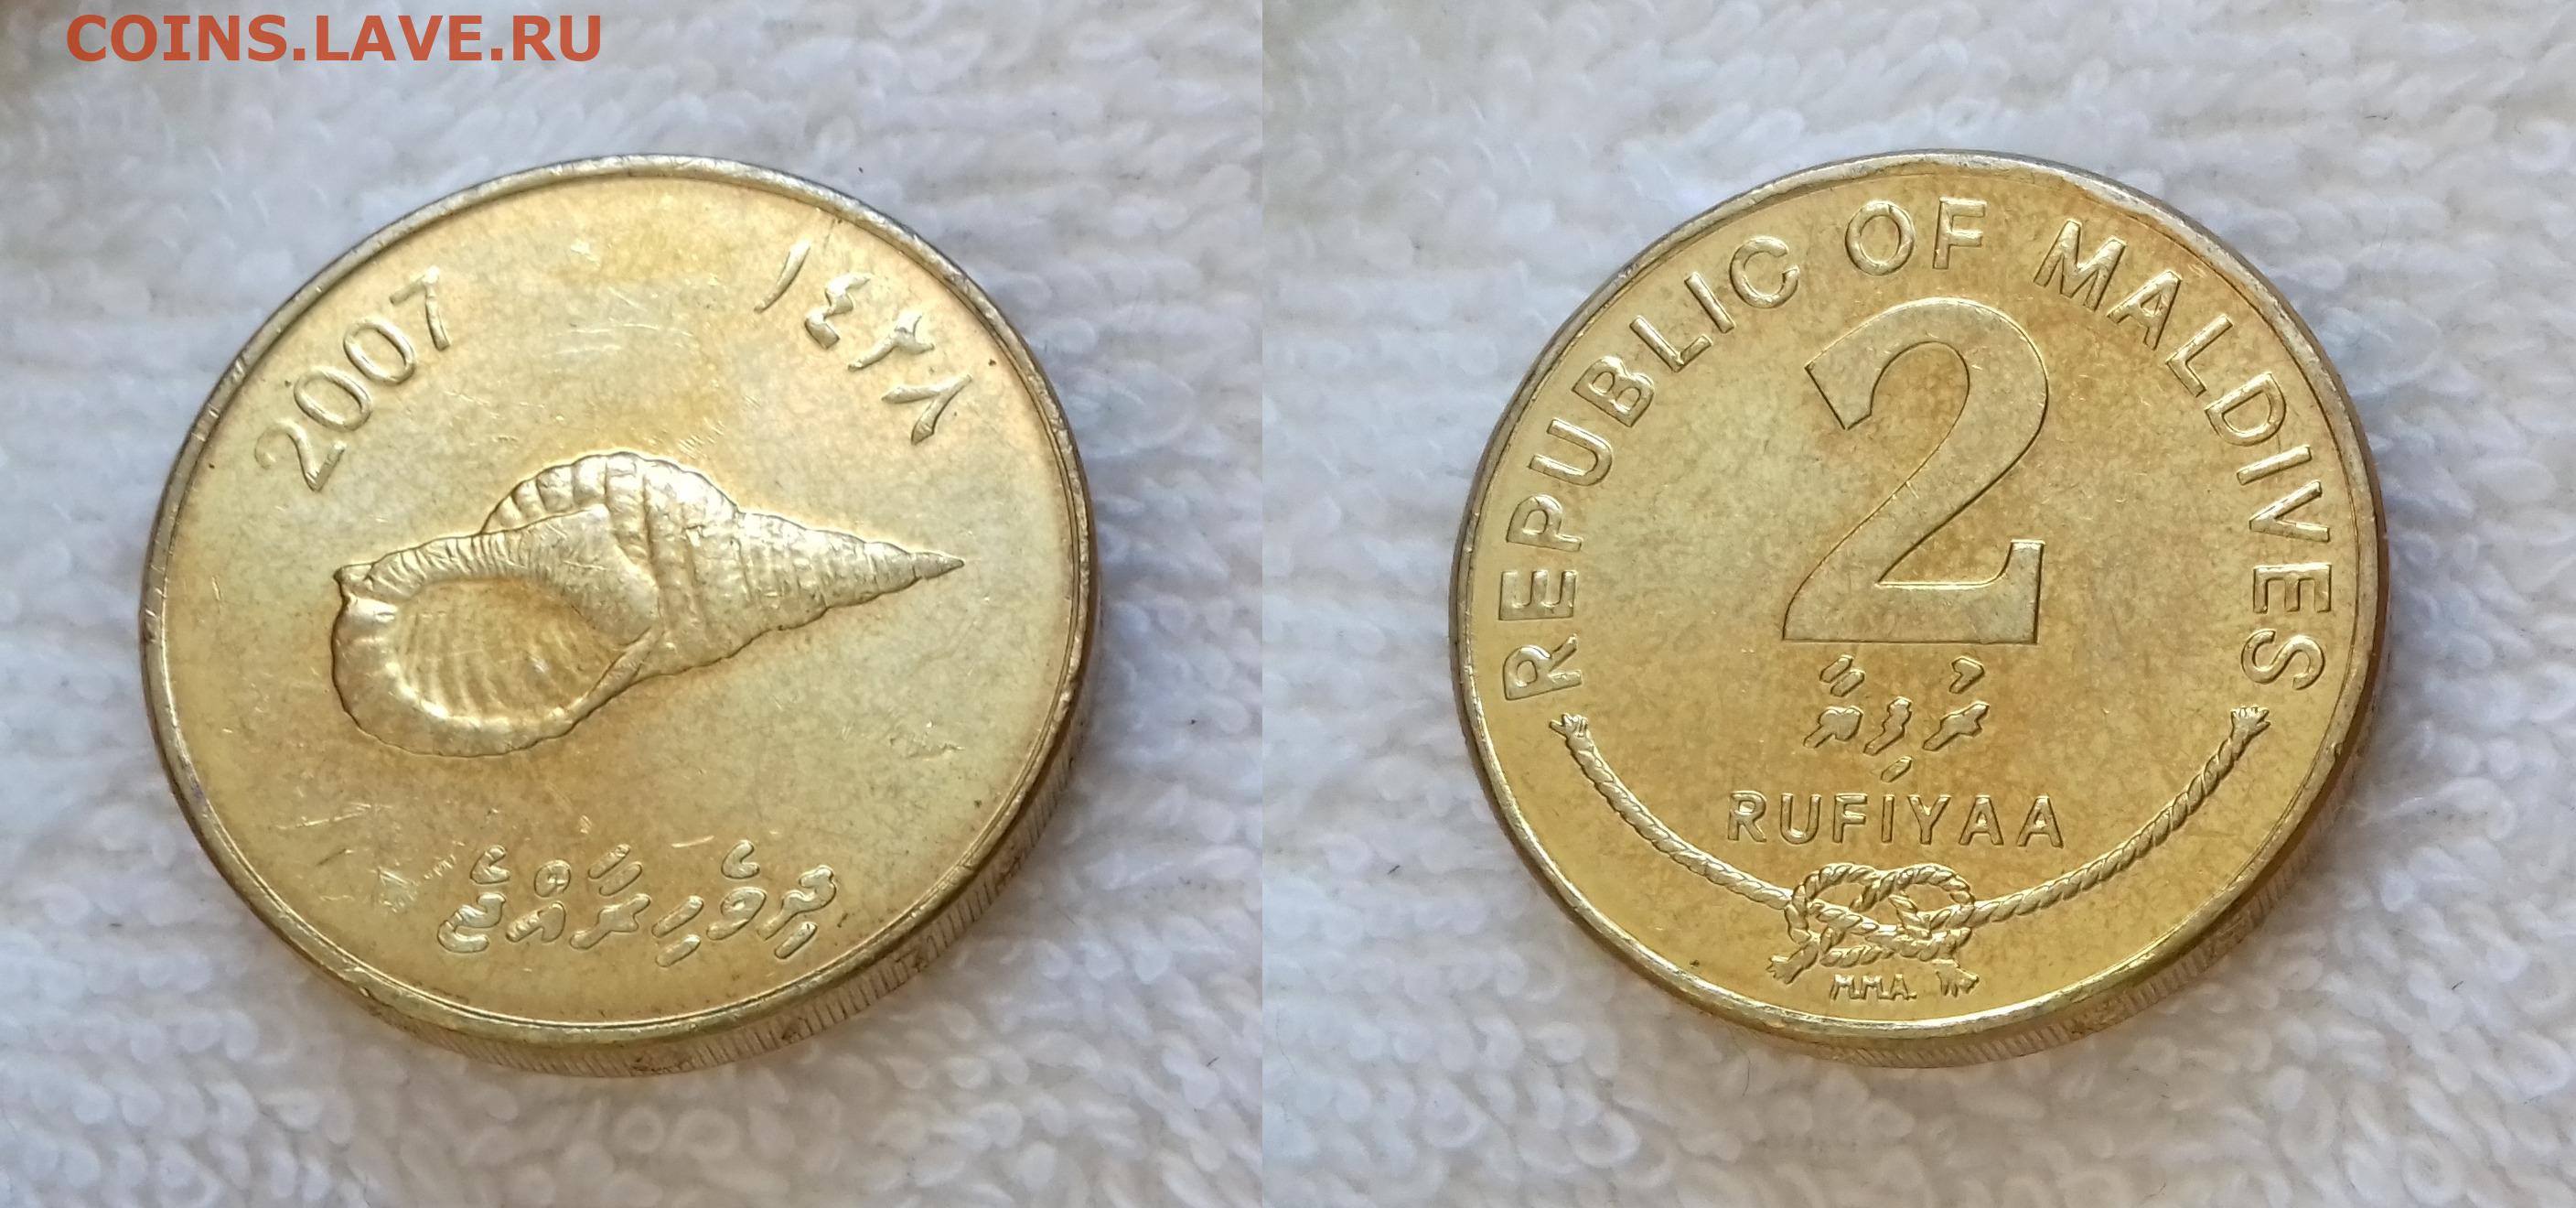 COINS.LAVE.RU
2007
١٤٢٨
ދިވެހިރާއްޖެ
REPUBLIC OF MALDIVES
2
ރުފިޔާ
RUFIYAA
M.M.A.